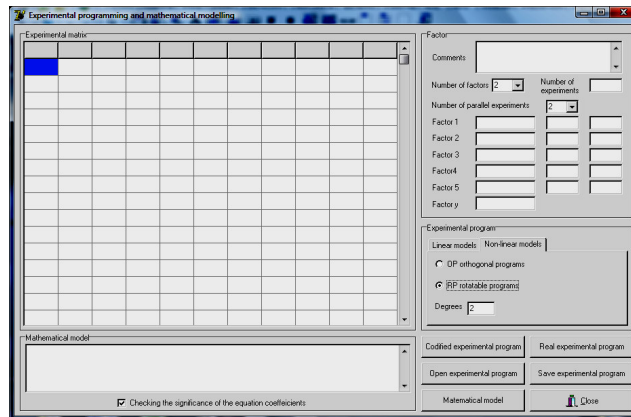 Experimental programming and mathematical modelling
Experimental matrix
Factor
Comments
Number of factors 2
Number of
experiments
Number of parallel experiments 2
Factor 1
Factor 2
Factor 3
Factor4
Factor 5
Factor y
Experimental program
Linear models Non-linear models
OP orthogonal programs
RP rotatable programs
Degrees 2
Mathematical model
Checking the significance of the equation coeffeicients
Codified experimental program Real experimental program
Open experimental program Save experimental program
Matematical model Close